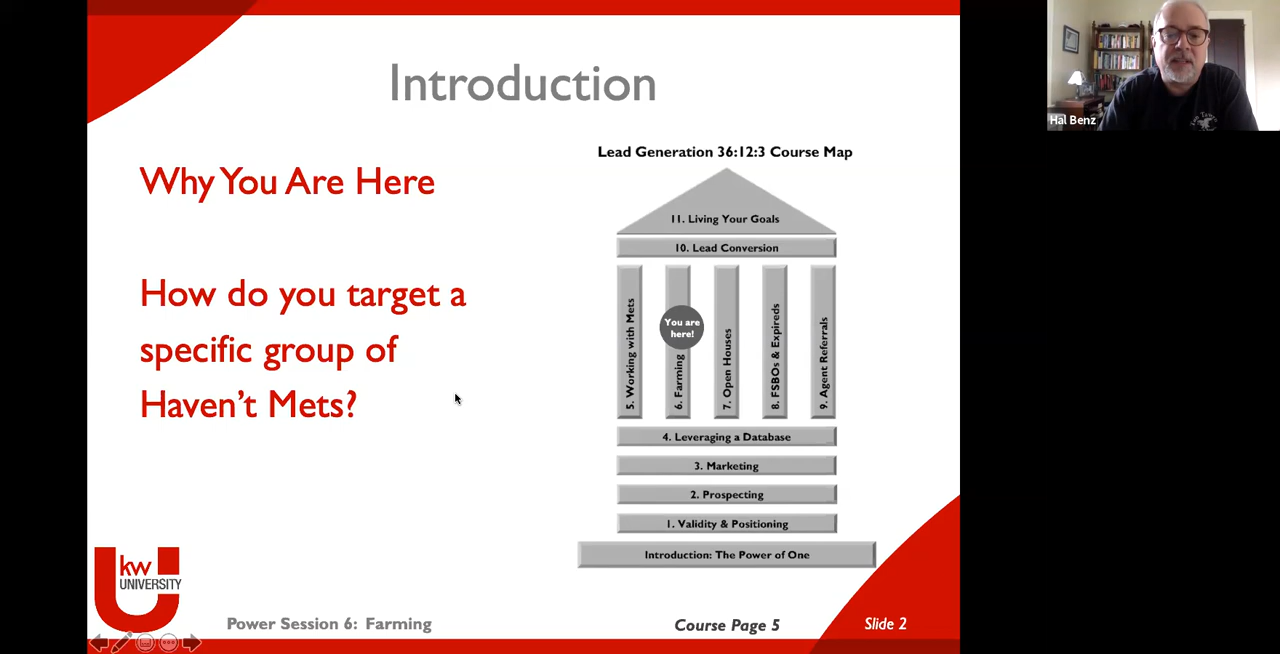 Introduction
Hal Benz
Why You Are Here
How do you target a
specific group of
Haven't Mets?
Lead Generation 36:12:3 Course Map
11. Living Your Goals
10. Lead Conversion
5. Working with Mets
6. Farming
You are
here!
7. Open Houses
8. FSBOs & Expireds
9. Agent Referrals
4. Leveraging a Database
3. Marketing
2. Prospecting
1. Validity & Positioning
Introduction: The Power of One
kw
UNIVERSITY
Power Session 6: Farming
Course Page 5
Slide 2